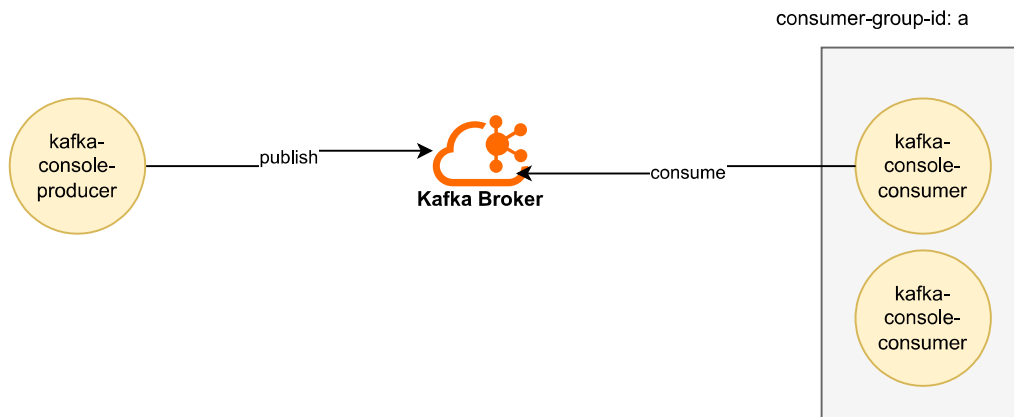 consumer-group-id: a
kafka-
console-
producer
publish
Kafka Broker
consume
kafka-
console-
consumer
kafka-
console-
consumer